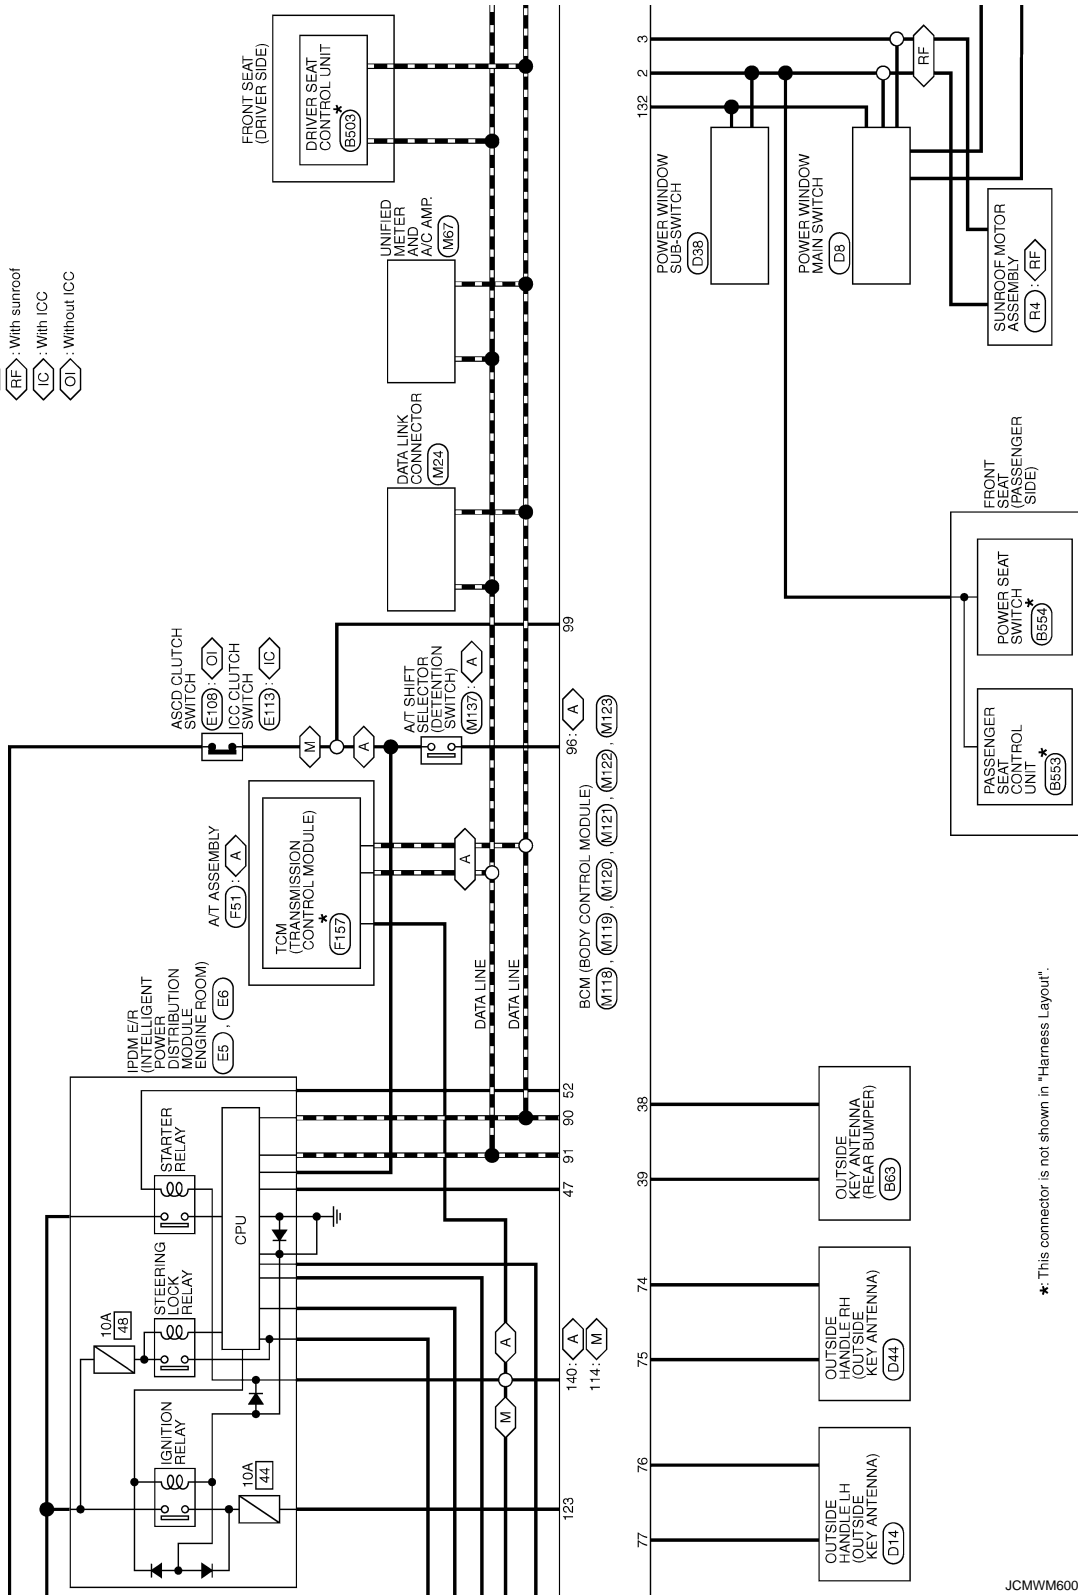 RF : With sunroof
IC : With ICC
OI : Without ICC
FRONT SEAT
(DRIVER SIDE)
DRIVER SEAT
CONTROL UNIT
*
B503
UNIFIED
METER
AND
A/C AMP.
M67
DATA LINK
CONNECTOR
M24
99
ASCD CLUTCH
SWITCH
E108 : OI
ICC CLUTCH
SWITCH
E113 : IC
M
A
A/T SHIFT
SELECTOR
(DETENTION
SWITCH)
M137 : A
96 : A
A/T ASSEMBLY
F51 : A
TCM
(TRANSMISSION
CONTROL MODULE)
*
F157
A
DATA LINE
DATA LINE
BCM (BODY CONTROL MODULE)
M118 , M119 , M120 , M121 , M122 , M123
IPDM E/R
(INTELLIGENT
POWER
DISTRIBUTION
MODULE
ENGINE ROOM)
E5 , E6
STARTER
RELAY
CPU
STEERING
LOCK
RELAY
10A
48
IGNITION
RELAY
10A
44
52
90
91
47
A
M
140 : A
114 : M
123
3
2
132
RF
POWER WINDOW
SUB-SWITCH
D38
POWER WINDOW
MAIN SWITCH
D8
SUNROOF MOTOR
ASSEMBLY
R4 : RF
FRONT
SEAT
(PASSENGER
SIDE)
POWER SEAT
SWITCH
*
B554
PASSENGER
SEAT
CONTROL
UNIT
*
B553
38
39
OUTSIDE
KEY ANTENNA
(REAR BUMPER)
B63
74
75
OUTSIDE
HANDLE RH
(OUTSIDE
KEY ANTENNA)
D44
76
77
OUTSIDE
HANDLE LH
(OUTSIDE
KEY ANTENNA)
D14
*: This connector is not shown in "Harness Layout".
JCMWM600